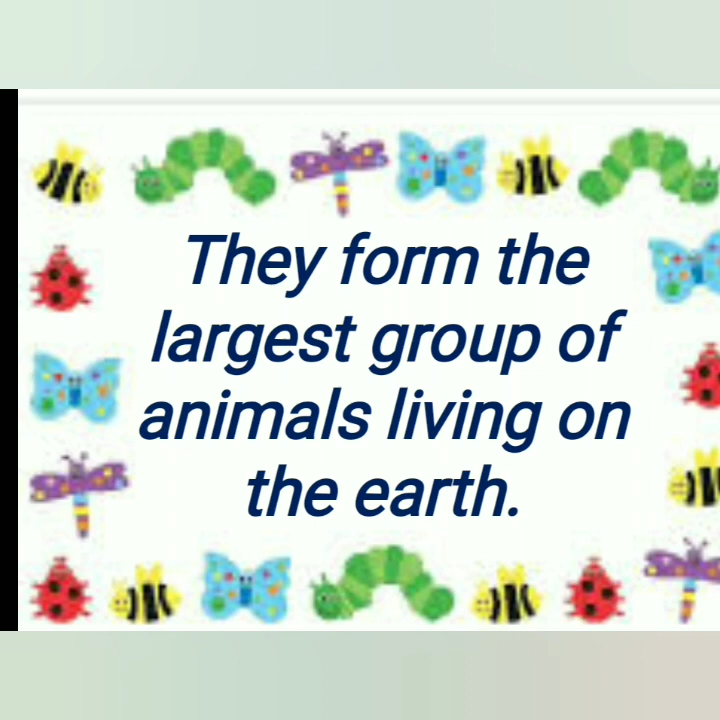 They form the
largest group of
animals living on
the earth.